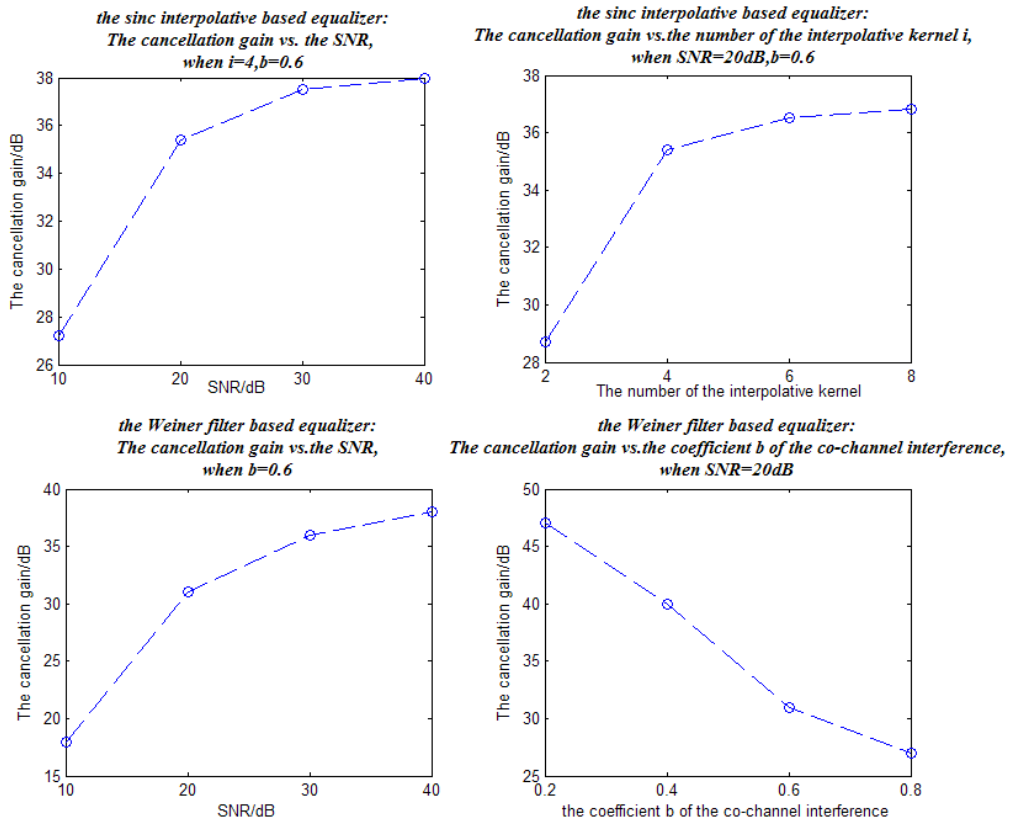 the sinc interpolative based equalizer:
The cancellation gain vs. the SNR,
when i=4,b=0.6
The cancellation gain/dB
38
36
34
32
30
28
26
10
20
30
40
SNR/dB
the sinc interpolative based equalizer:
The cancellation gain vs.the number of the interpolative kernel i,
when SNR=20dB,b=0.6
The cancellation gain/dB
38
36
34
32
30
28
2
4
6
8
The number of the interpolative kernel
the Weiner filter based equalizer:
The cancellation gain vs.the SNR,
when b=0.6
The cancellation gain/dB
40
35
30
25
20
15
10
20
30
40
SNR/dB
the Weiner filter based equalizer:
The cancellation gain vs.the coefficient b of the co-channel interference,
when SNR=20dB
The cancellation gain/dB
50
45
40
35
30
25
0.2
0.4
0.6
0.8
the coefficient b of the co-channel interference